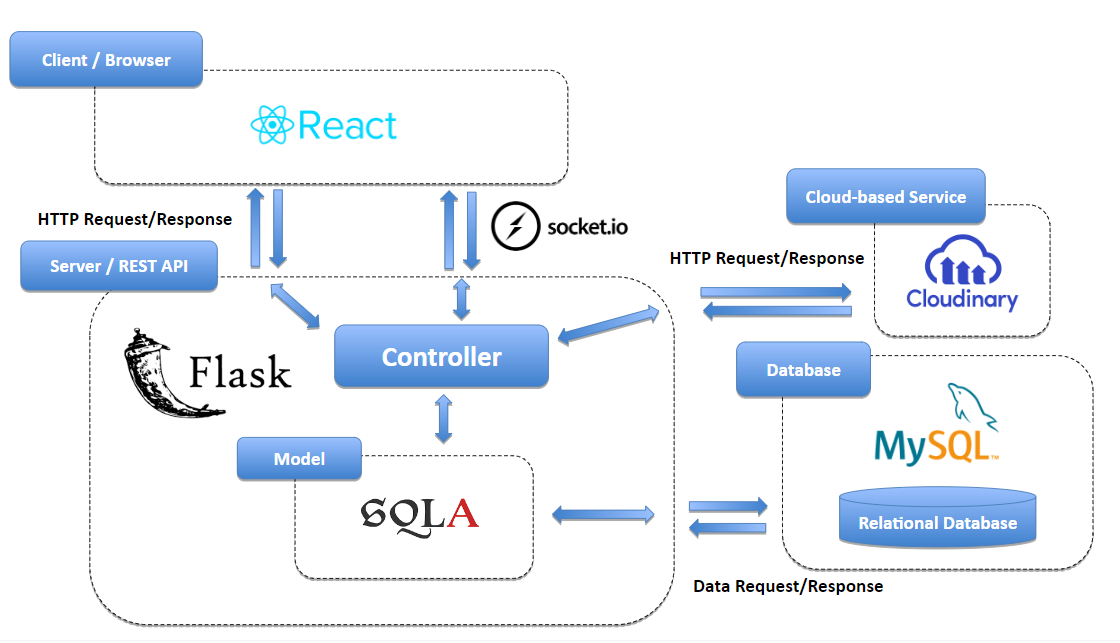 Client / Browser
React
HTTP Request/Response
socket.io
Cloud-based Service
Server / REST API
HTTP Request/Response
Cloudinary
Flask
Controller
Database
MySQL™
Model
SQLA
Relational Database
Data Request/Response